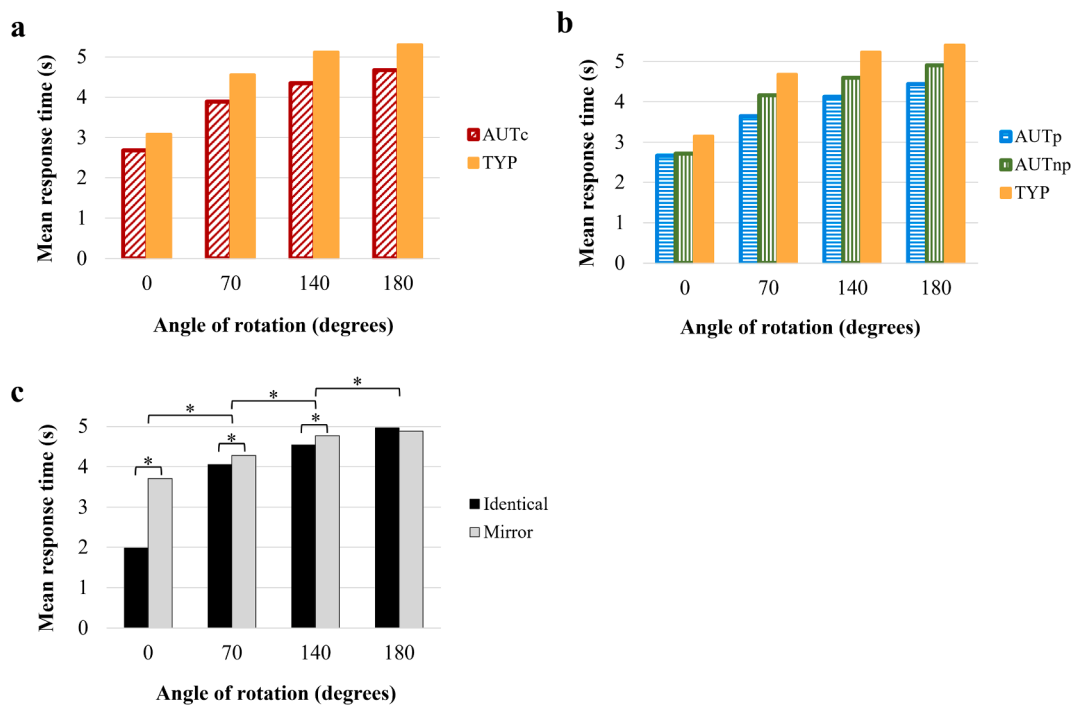 a
Mean response time (s)
5
4
3
2
1
0
0 70 140 180
Angle of rotation (degrees)
AUTc
TYP
b
Mean response time (s)
5
4
3
2
1
0
0 70 140 180
Angle of rotation (degrees)
AUTp
AUTnp
TYP
c
Mean response time (s)
* * *
* * *
5
4
3
2
1
0
0 70 140 180
Angle of rotation (degrees)
Identical
Mirror